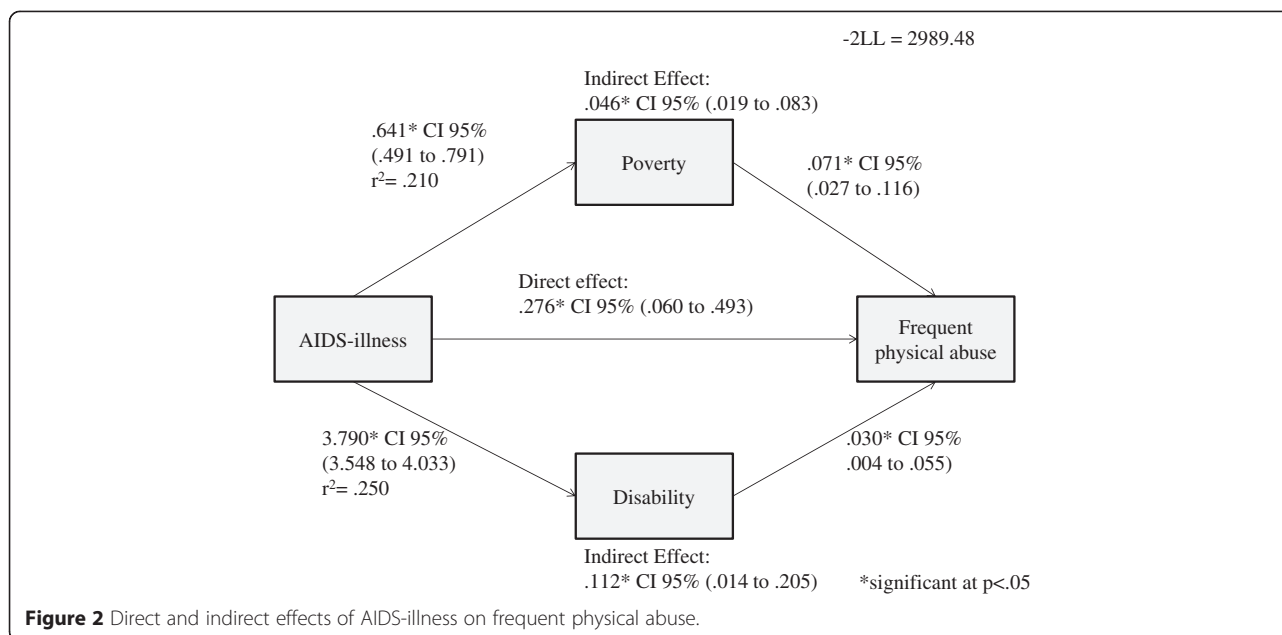 -2LL = 2989.48
Indirect Effect:
.046* CI 95% (.019 to .083)
.641* CI 95%
(.491 to .791)
r²= .210
Poverty
.071* CI 95%
(.027 to .116)
Direct effect:
.276* CI 95% (.060 to .493)
AIDS-illness
Frequent
physical abuse
3.790* CI 95%
(3.548 to 4.033)
r²= .250
.030* CI 95%
.004 to .055)
Disability
Indirect Effect:
.112* CI 95% (.014 to .205)
*significant at p<.05
Figure 2 Direct and indirect effects of AIDS-illness on frequent physical abuse.